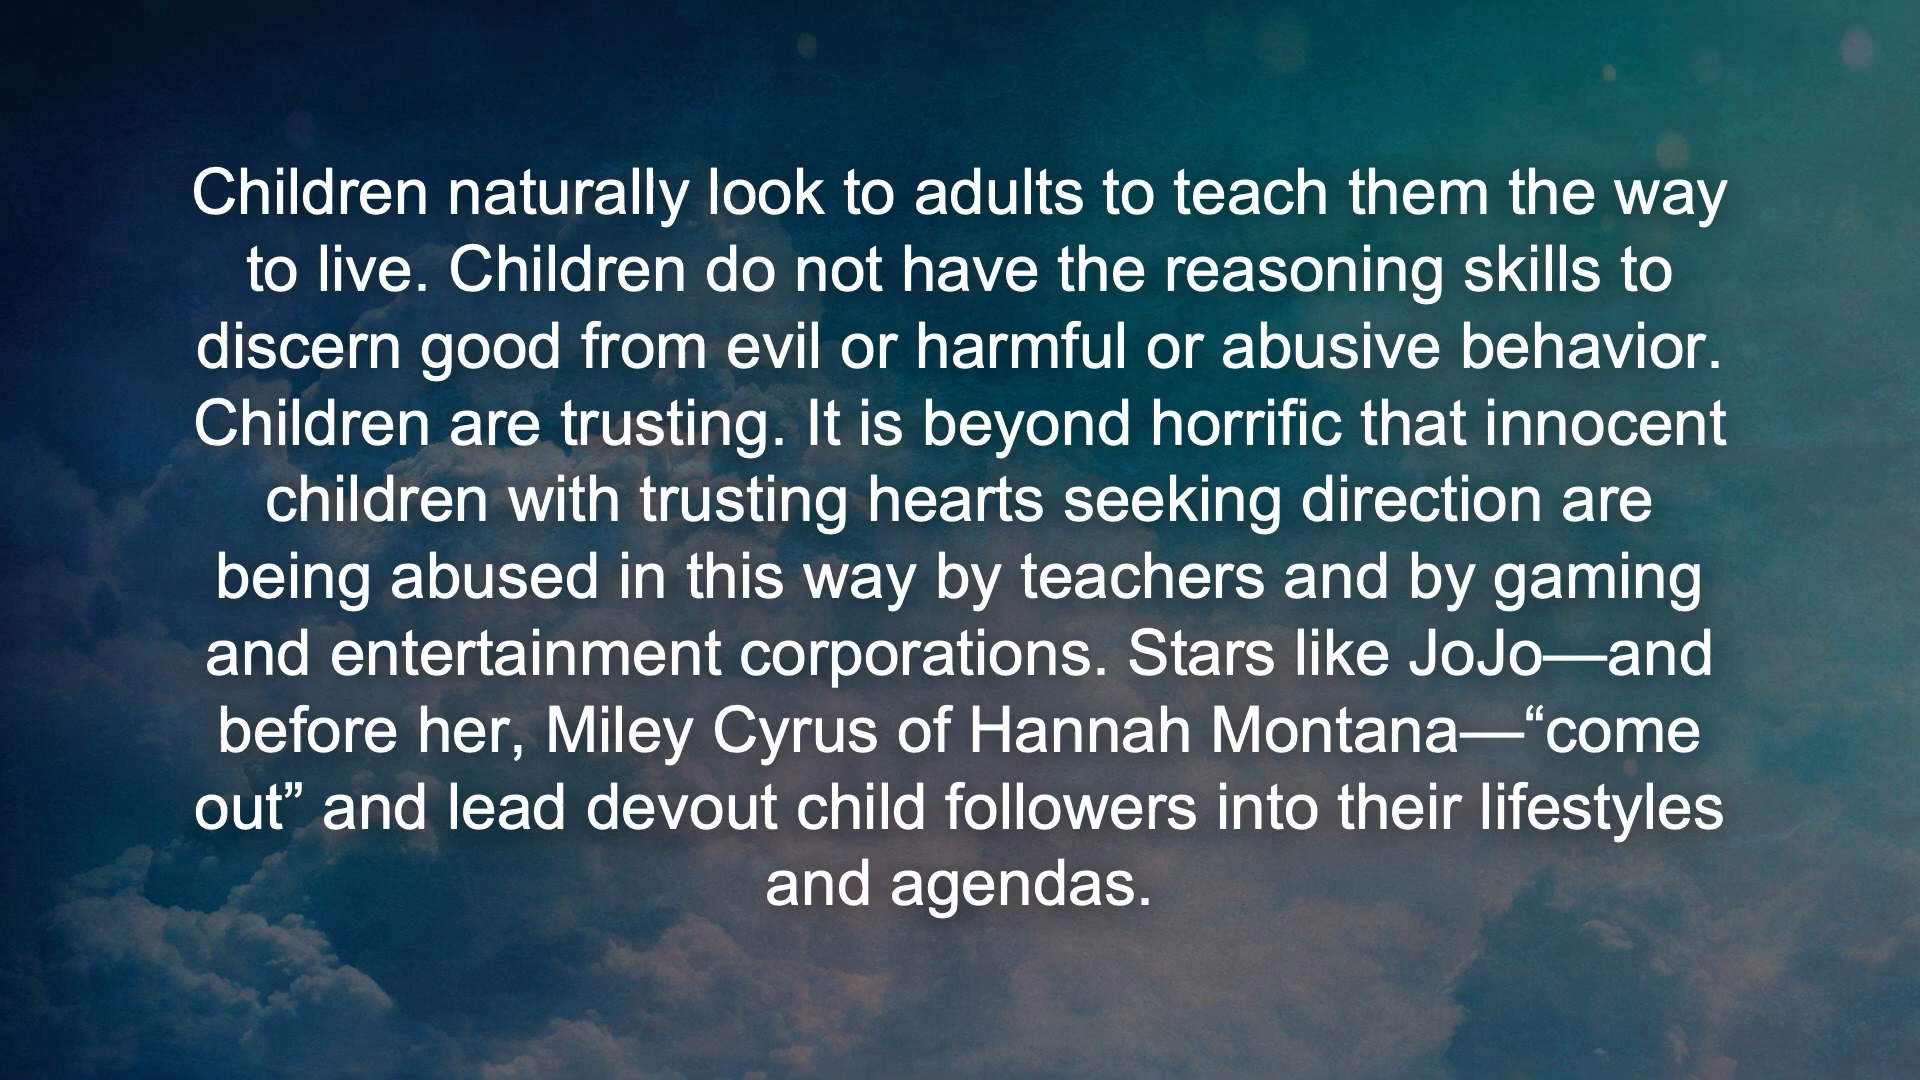 Children naturally look to adults to teach them the way
to live. Children do not have the reasoning skills to
discern good from evil or harmful or abusive behavior.
Children are trusting. It is beyond horrific that innocent
children with trusting hearts seeking direction are
being abused in this way by teachers and by gaming
and entertainment corporations. Stars like JoJo—and
before her, Miley Cyrus of Hannah Montana—“come
out” and lead devout child followers into their lifestyles
and agendas.